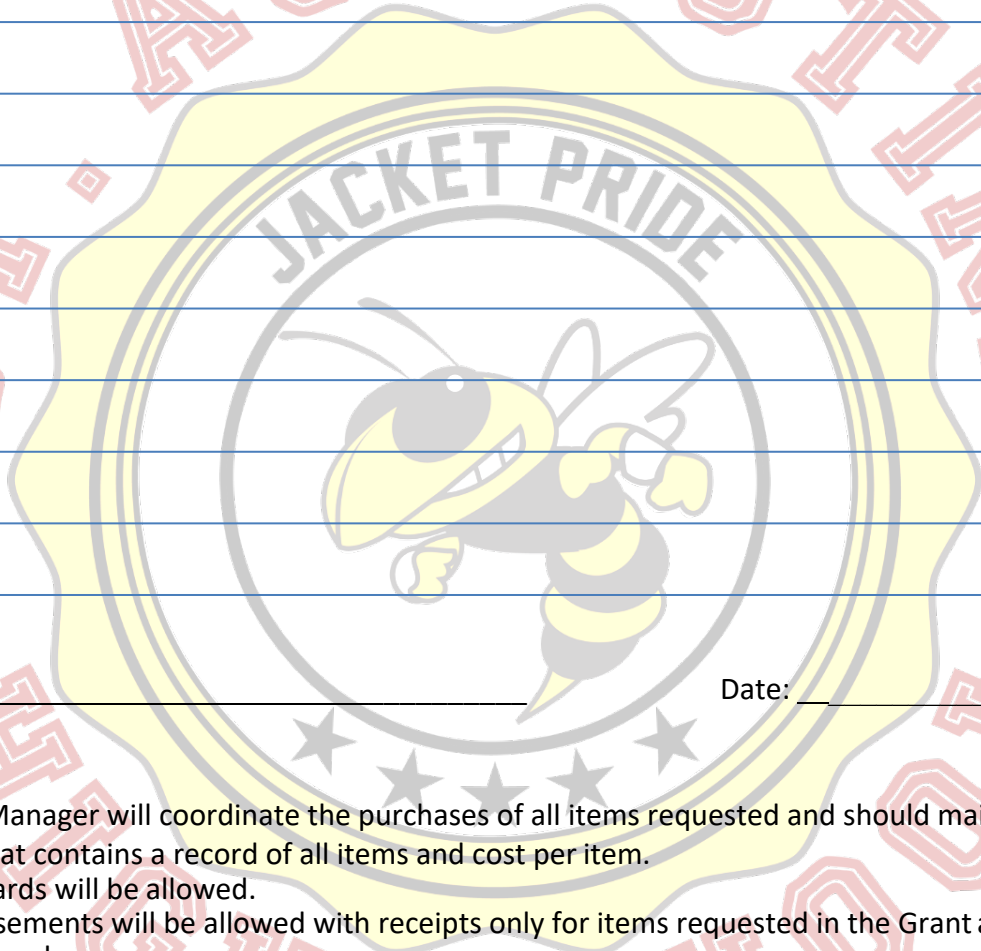 JACKET PRIDE
Date:
Manager will coordinate the purchases of all items requested and should mai
at contains a record of all items and cost per item.
ards will be allowed.
sements will be allowed with receipts only for items requested in the Grant a